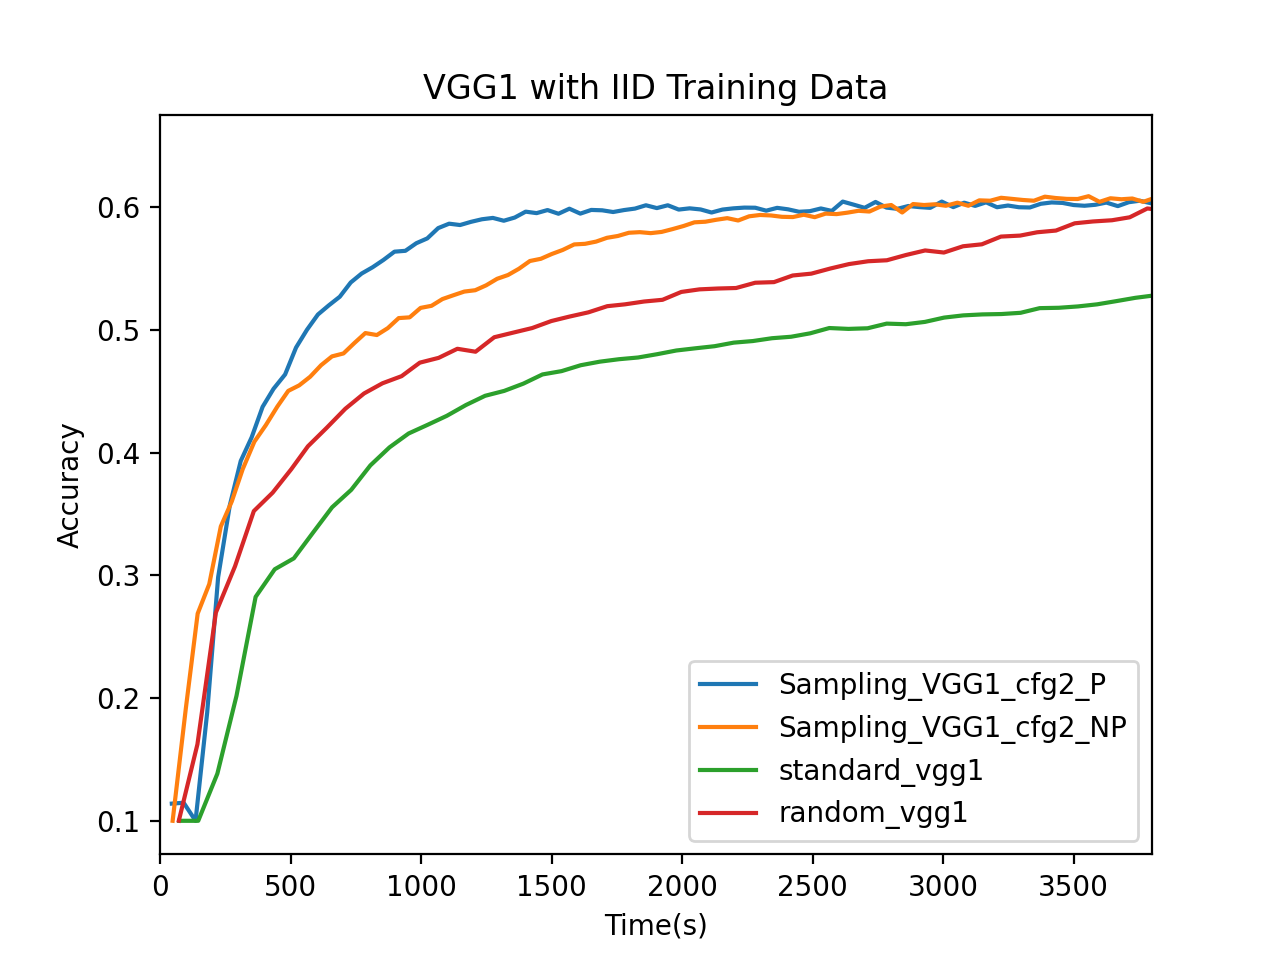 VGG1 with IID Training Data
Accuracy
0.6
0.5
0.4
0.3
0.2
0.1
Sampling_VGG1_cfg2_P
Sampling_VGG1_cfg2_NP
standard_vgg1
random_vgg1
0 500 1000 1500 2000 2500 3000 3500
Time(s)